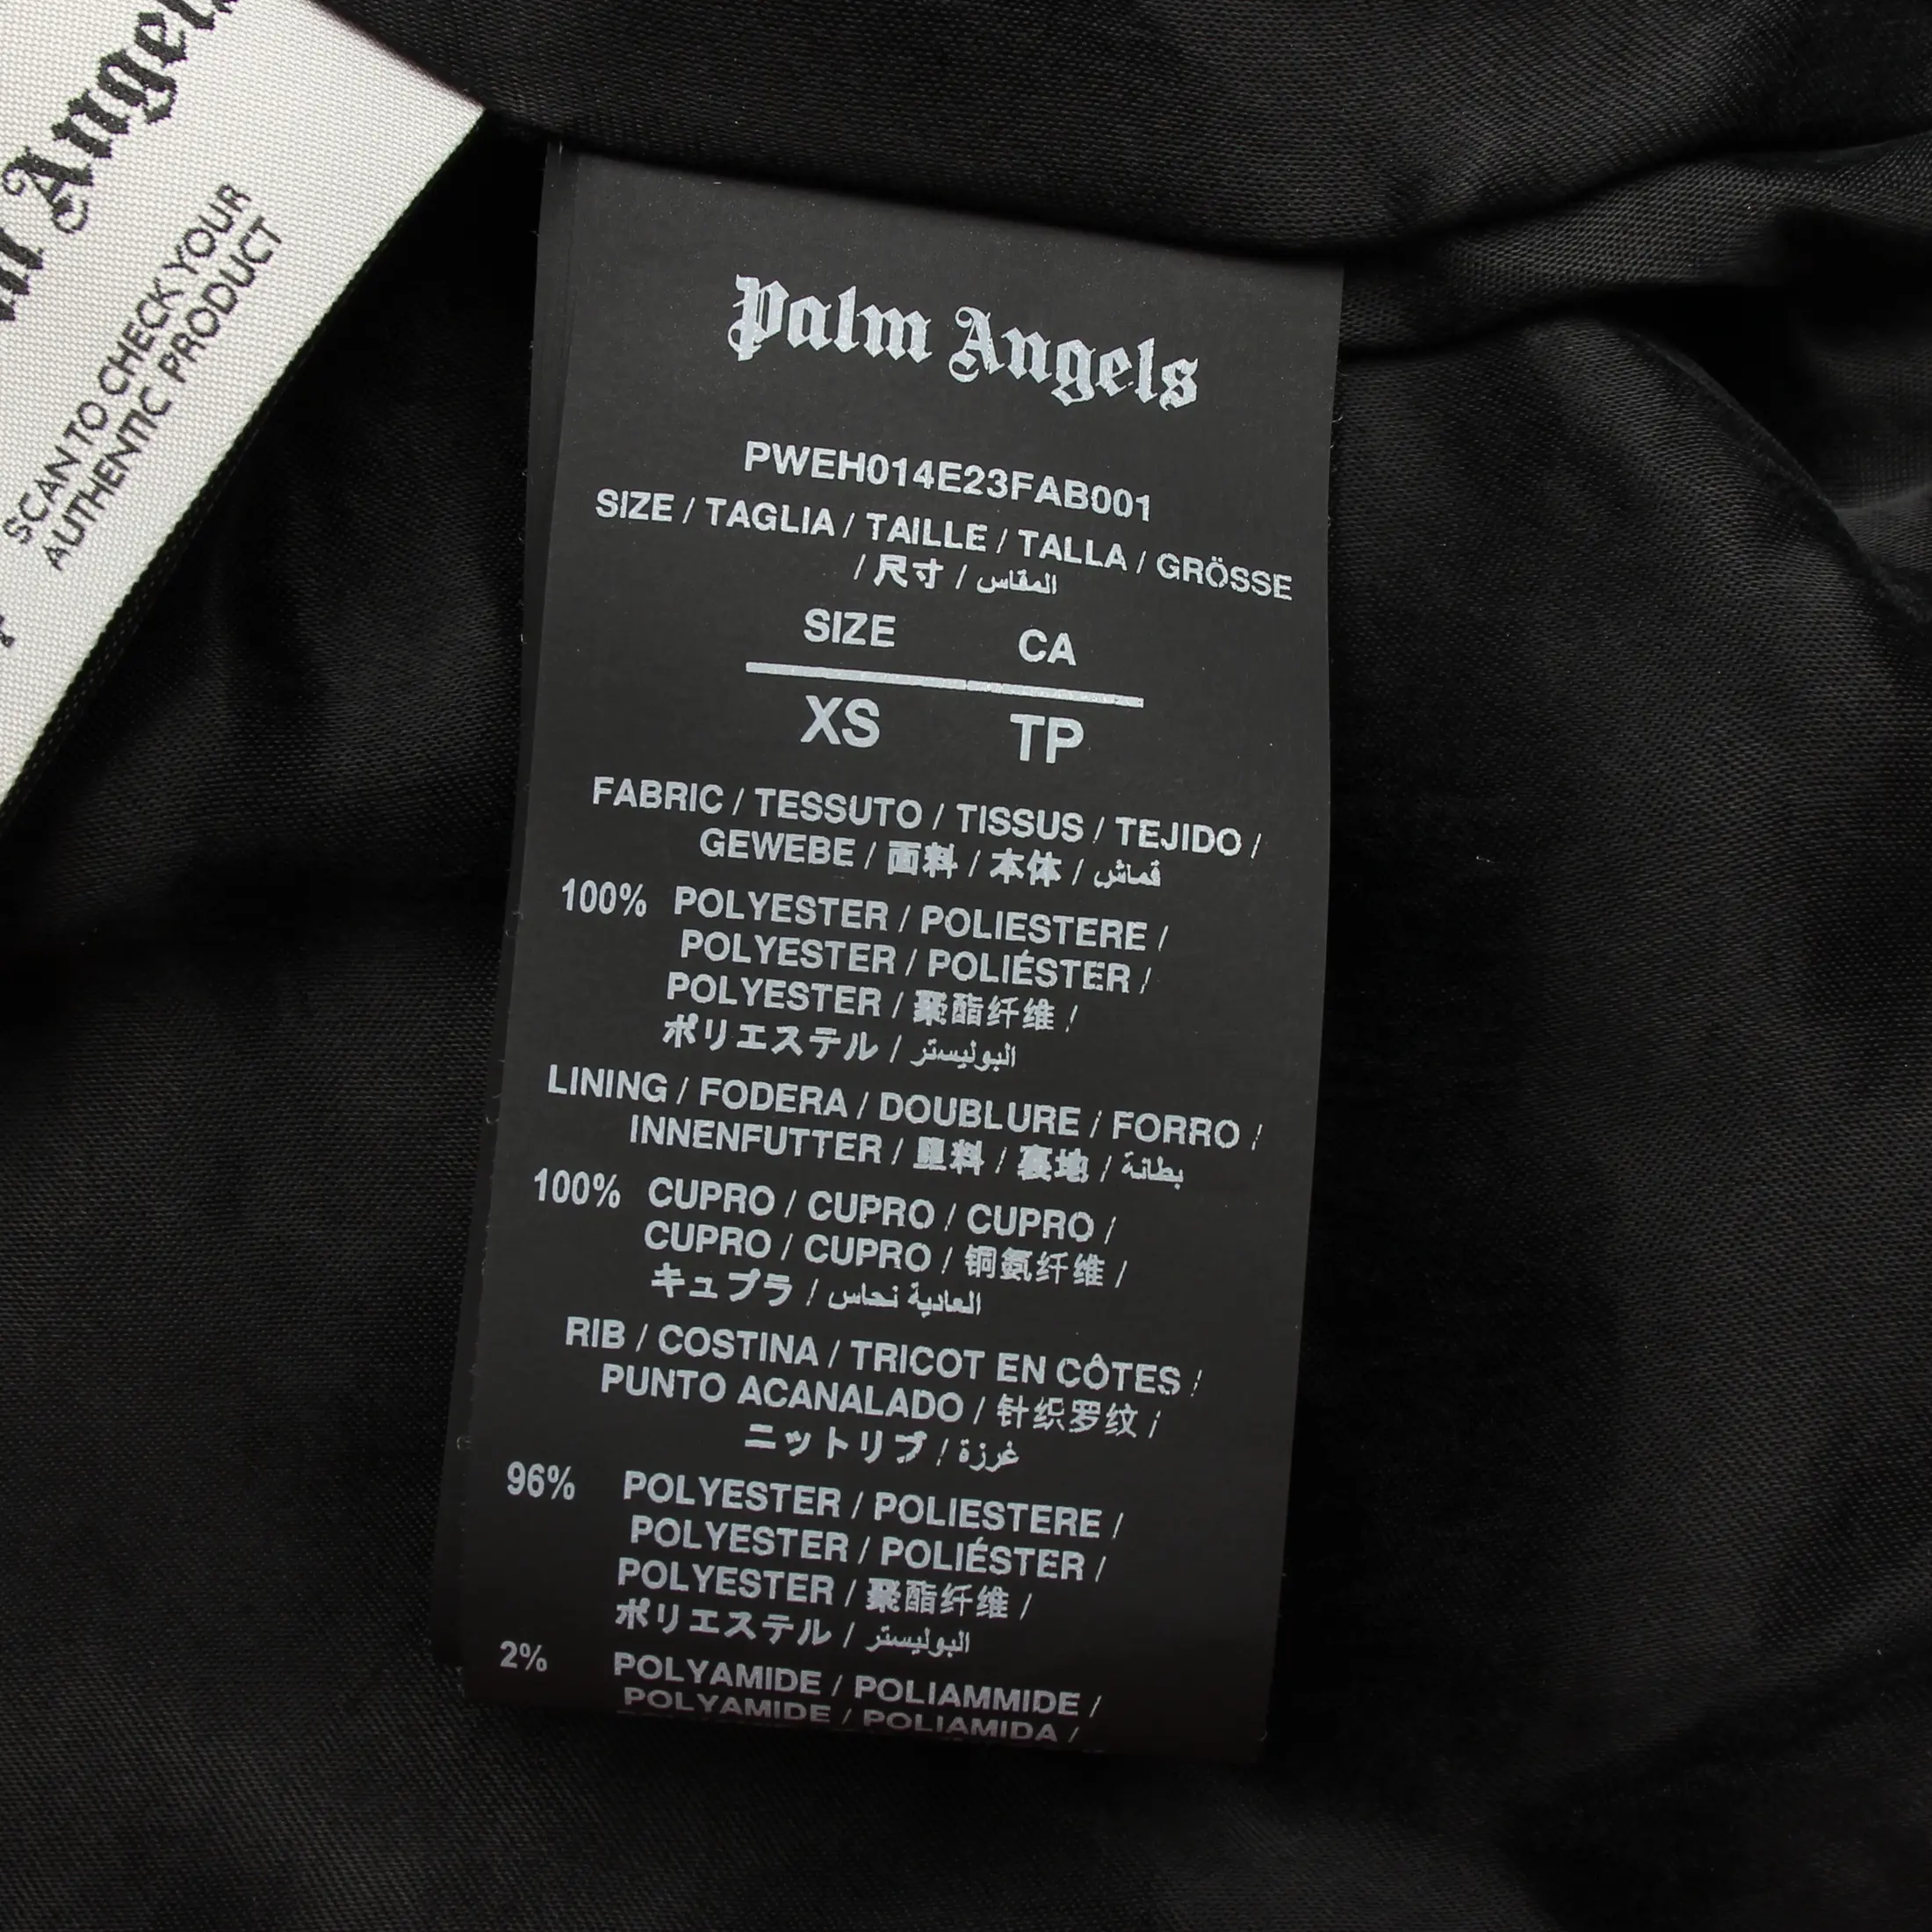 Angels
SCAN TO CHECK YOUR
AUTHENTIC PRODUCT
Palm Angels
PWEH014E23FAB001
SIZE / TAGLIA / TAILLE / TALLA / GRÖSSE
/ 尺寸 / المقاس
SIZE CA
XS TP
FABRIC / TESSUTO / TISSUS / TEJIDO /
GEWEBE / 面料 / 本体 / قماش
100% POLYESTER / POLIESTERE /
POLYESTER / POLIÉSTER /
POLYESTER / 聚酯纤维 /
ポリエステル / البوليستر
LINING / FODERA / DOUBLURE / FORRO /
INNENFUTTER / 里料 / 裏地 / بطانة
100% CUPRO / CUPRO / CUPRO /
CUPRO / CUPRO / 铜氨纤维 /
キュプラ / العادية نحاس
RIB / COSTINA / TRICOT EN CÔTES /
PUNTO ACANALADO / 针织罗纹 /
ニットリブ / غرزة
96% POLYESTER / POLIESTERE /
POLYESTER / POLIÉSTER /
POLYESTER / 聚酯纤维 /
ポリエステル / البوليستر
2% POLYAMIDE / POLIAMMIDE /
POLYAMIDE / POLIAMIDA /